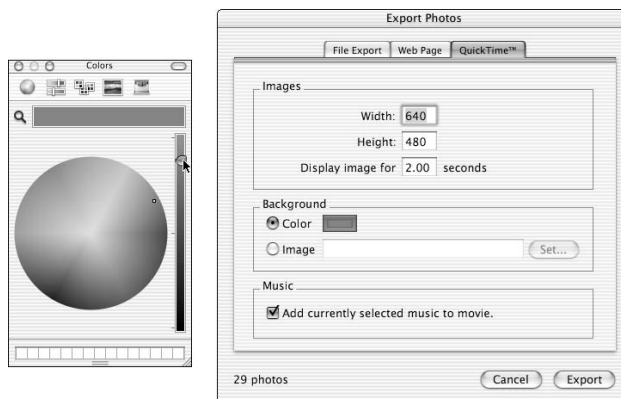 Colors
Export Photos
File Export Web Page QuickTime™
Images
Width: 640
Height: 480
Display image for 2.00 seconds
Background
Color
Image Set...
Music
Add currently selected music to movie.
29 photos Cancel Export